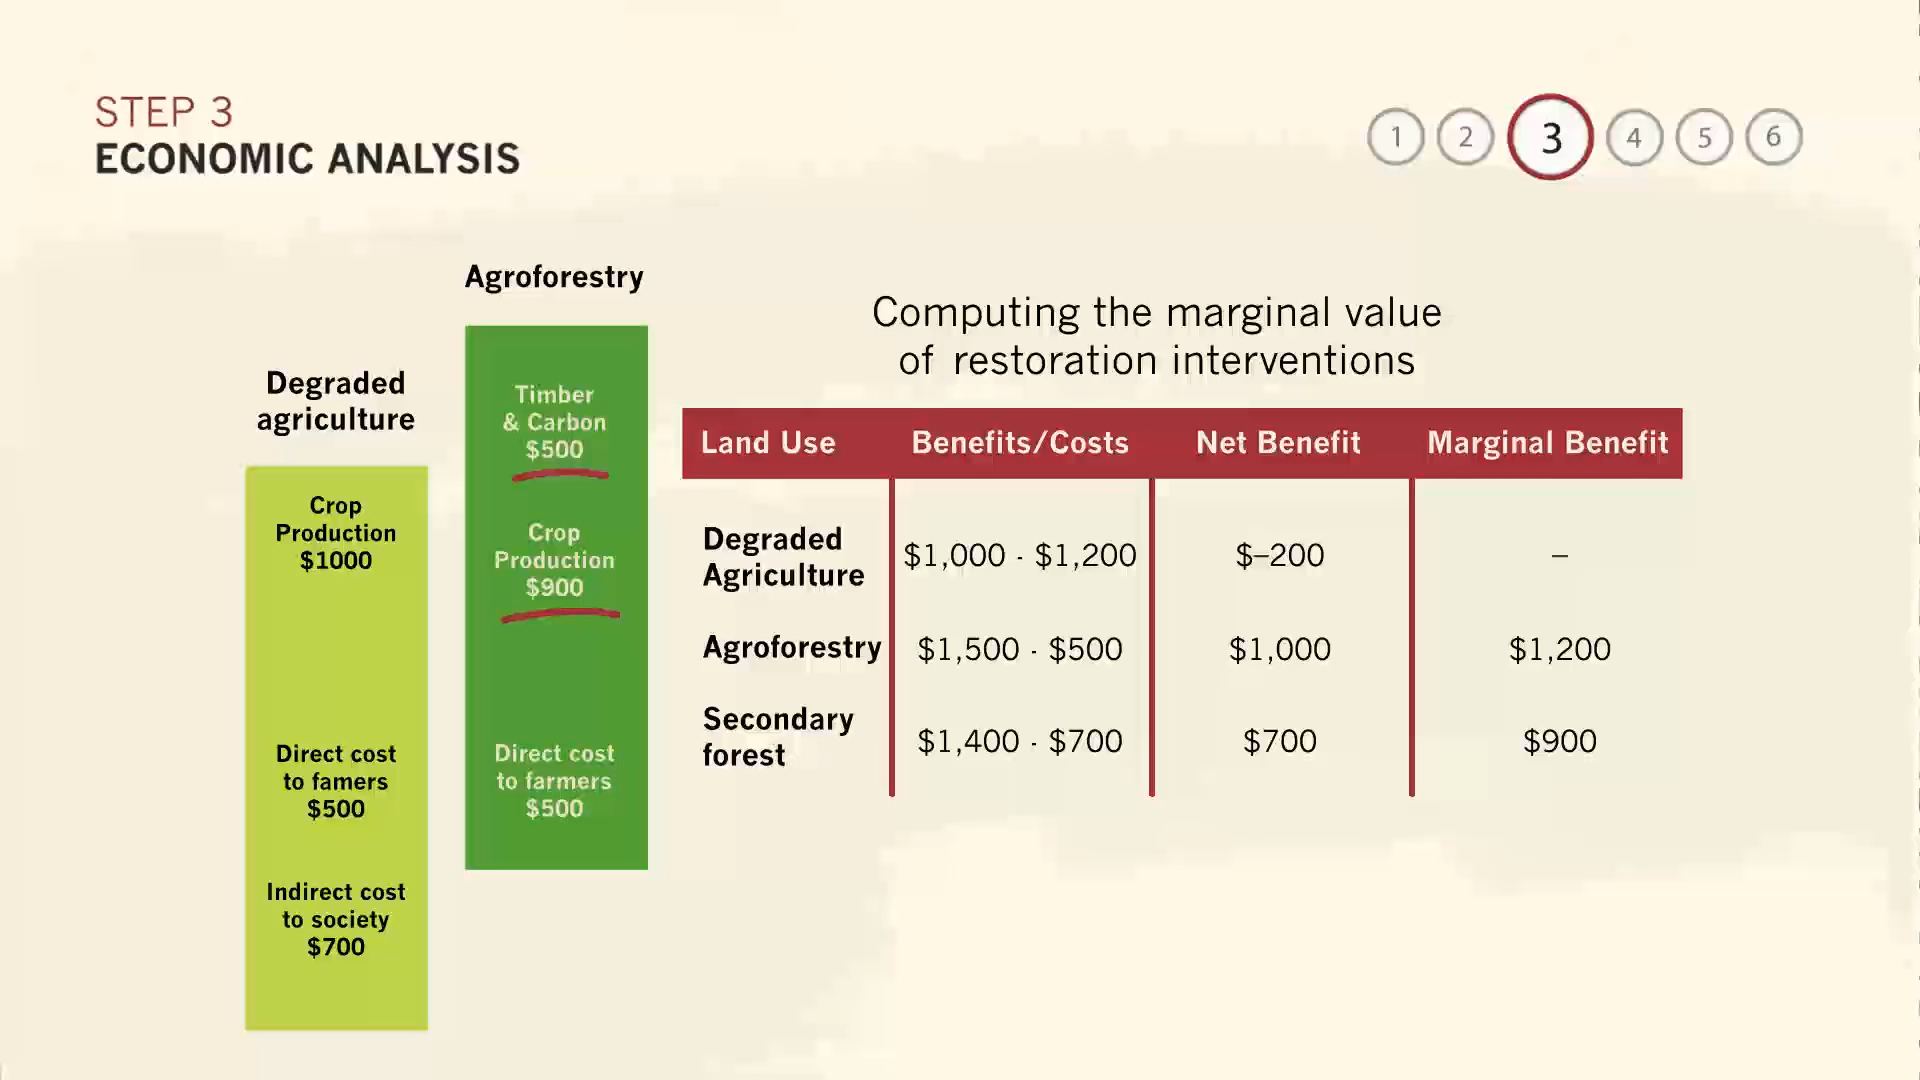 STEP 3
ECONOMIC ANALYSIS
1 2 3 4 5 6
Degraded
agriculture
Crop
Production
$1000
Direct cost
to famers
$500
Indirect cost
to society
$700
Agroforestry
Timber
& Carbon
$500
Crop
Production
$900
Direct cost
to farmers
$500
Computing the marginal value
of restoration interventions
Land Use Benefits/Costs Net Benefit Marginal Benefit
Degraded
Agriculture $1,000 - $1,200 $–200 –
Agroforestry $1,500 - $500 $1,000 $1,200
Secondary
forest $1,400 - $700 $700 $900